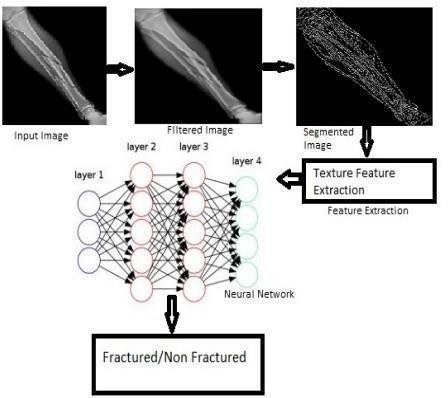 Input Image
Filtered Image
Segmented
Image
layer 1
layer 2
layer 3
layer 4
Texture Feature
Extraction
Feature Extraction
Neural Network
Fractured/Non Fractured